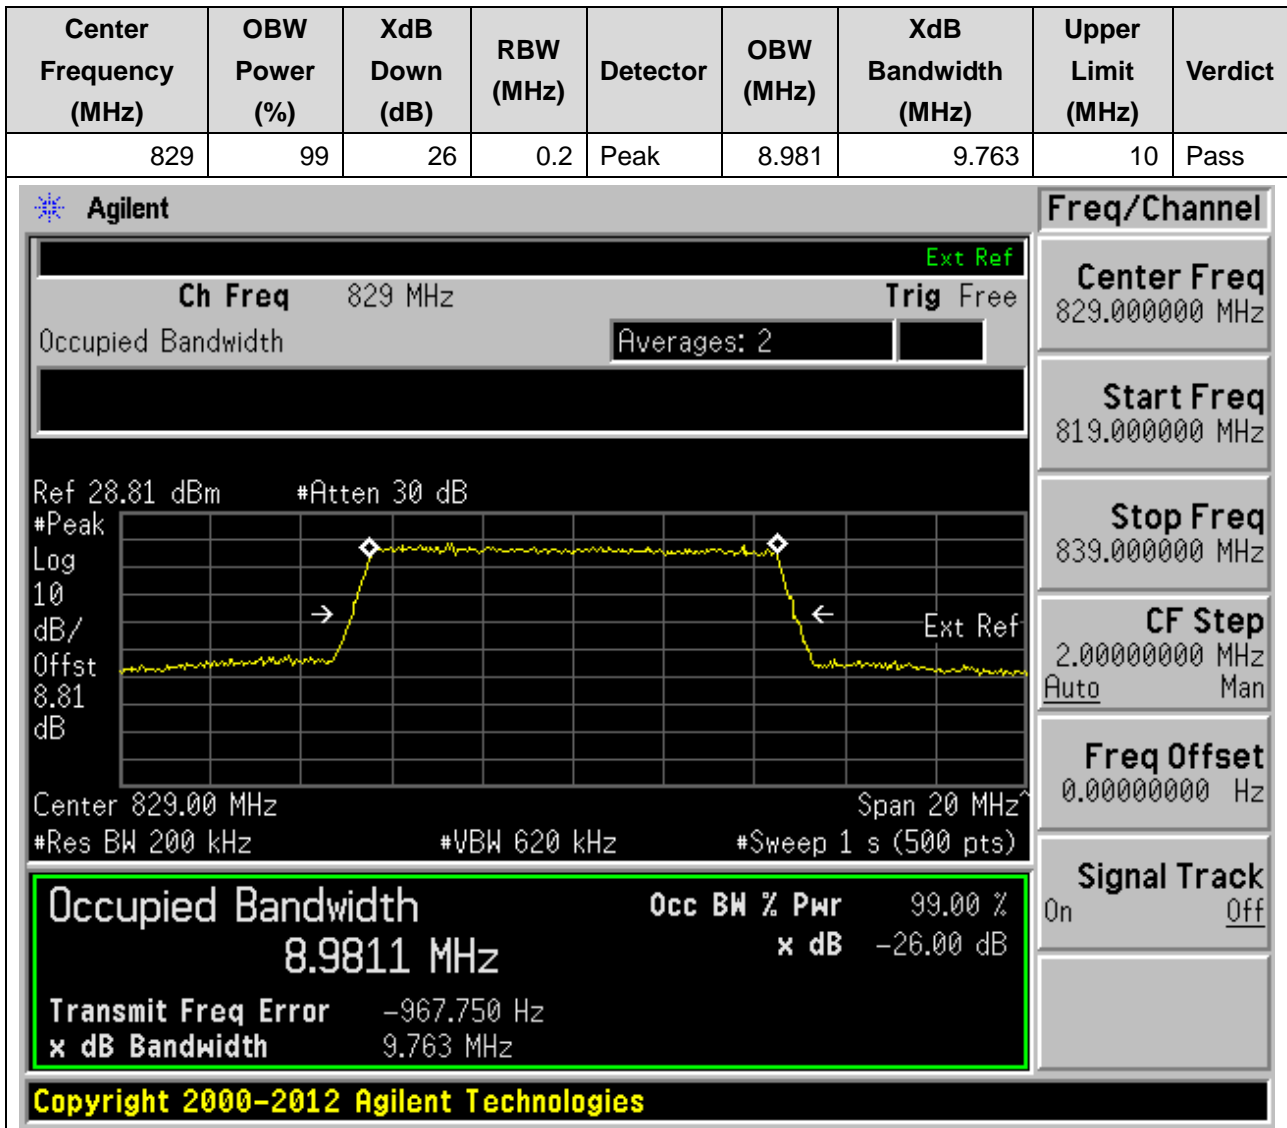 Center Frequency (MHz) OBW Power (%) XdB Down (dB) RBW (MHz) Detector OBW (MHz) XdB Bandwidth (MHz) Upper Limit (MHz) Verdict
829 99 26 0.2 Peak 8.981 9.763 10 Pass
Agilent
Freq/Channel
Ext Ref
Ch Freq 829 MHz Trig Free
Occupied Bandwidth Averages: 2
Center Freq
829.000000 MHz
Start Freq
819.000000 MHz
Stop Freq
839.000000 MHz
CF Step
2.00000000 MHz
Auto Man
Freq Offset
0.00000000 Hz
Signal Track
On Off
Ref 28.81 dBm #Atten 30 dB
#Peak
Log
10
dB/
Offst
8.81
dB
Ext Ref
Center 829.00 MHz Span 20 MHz^
#Res BW 200 kHz #VBW 620 kHz #Sweep 1 s (500 pts)
Occupied Bandwidth
8.9811 MHz
Occ BW % Pwr 99.00 %
x dB -26.00 dB
Transmit Freq Error -967.750 Hz
x dB Bandwidth 9.763 MHz
Copyright 2000-2012 Agilent Technologies